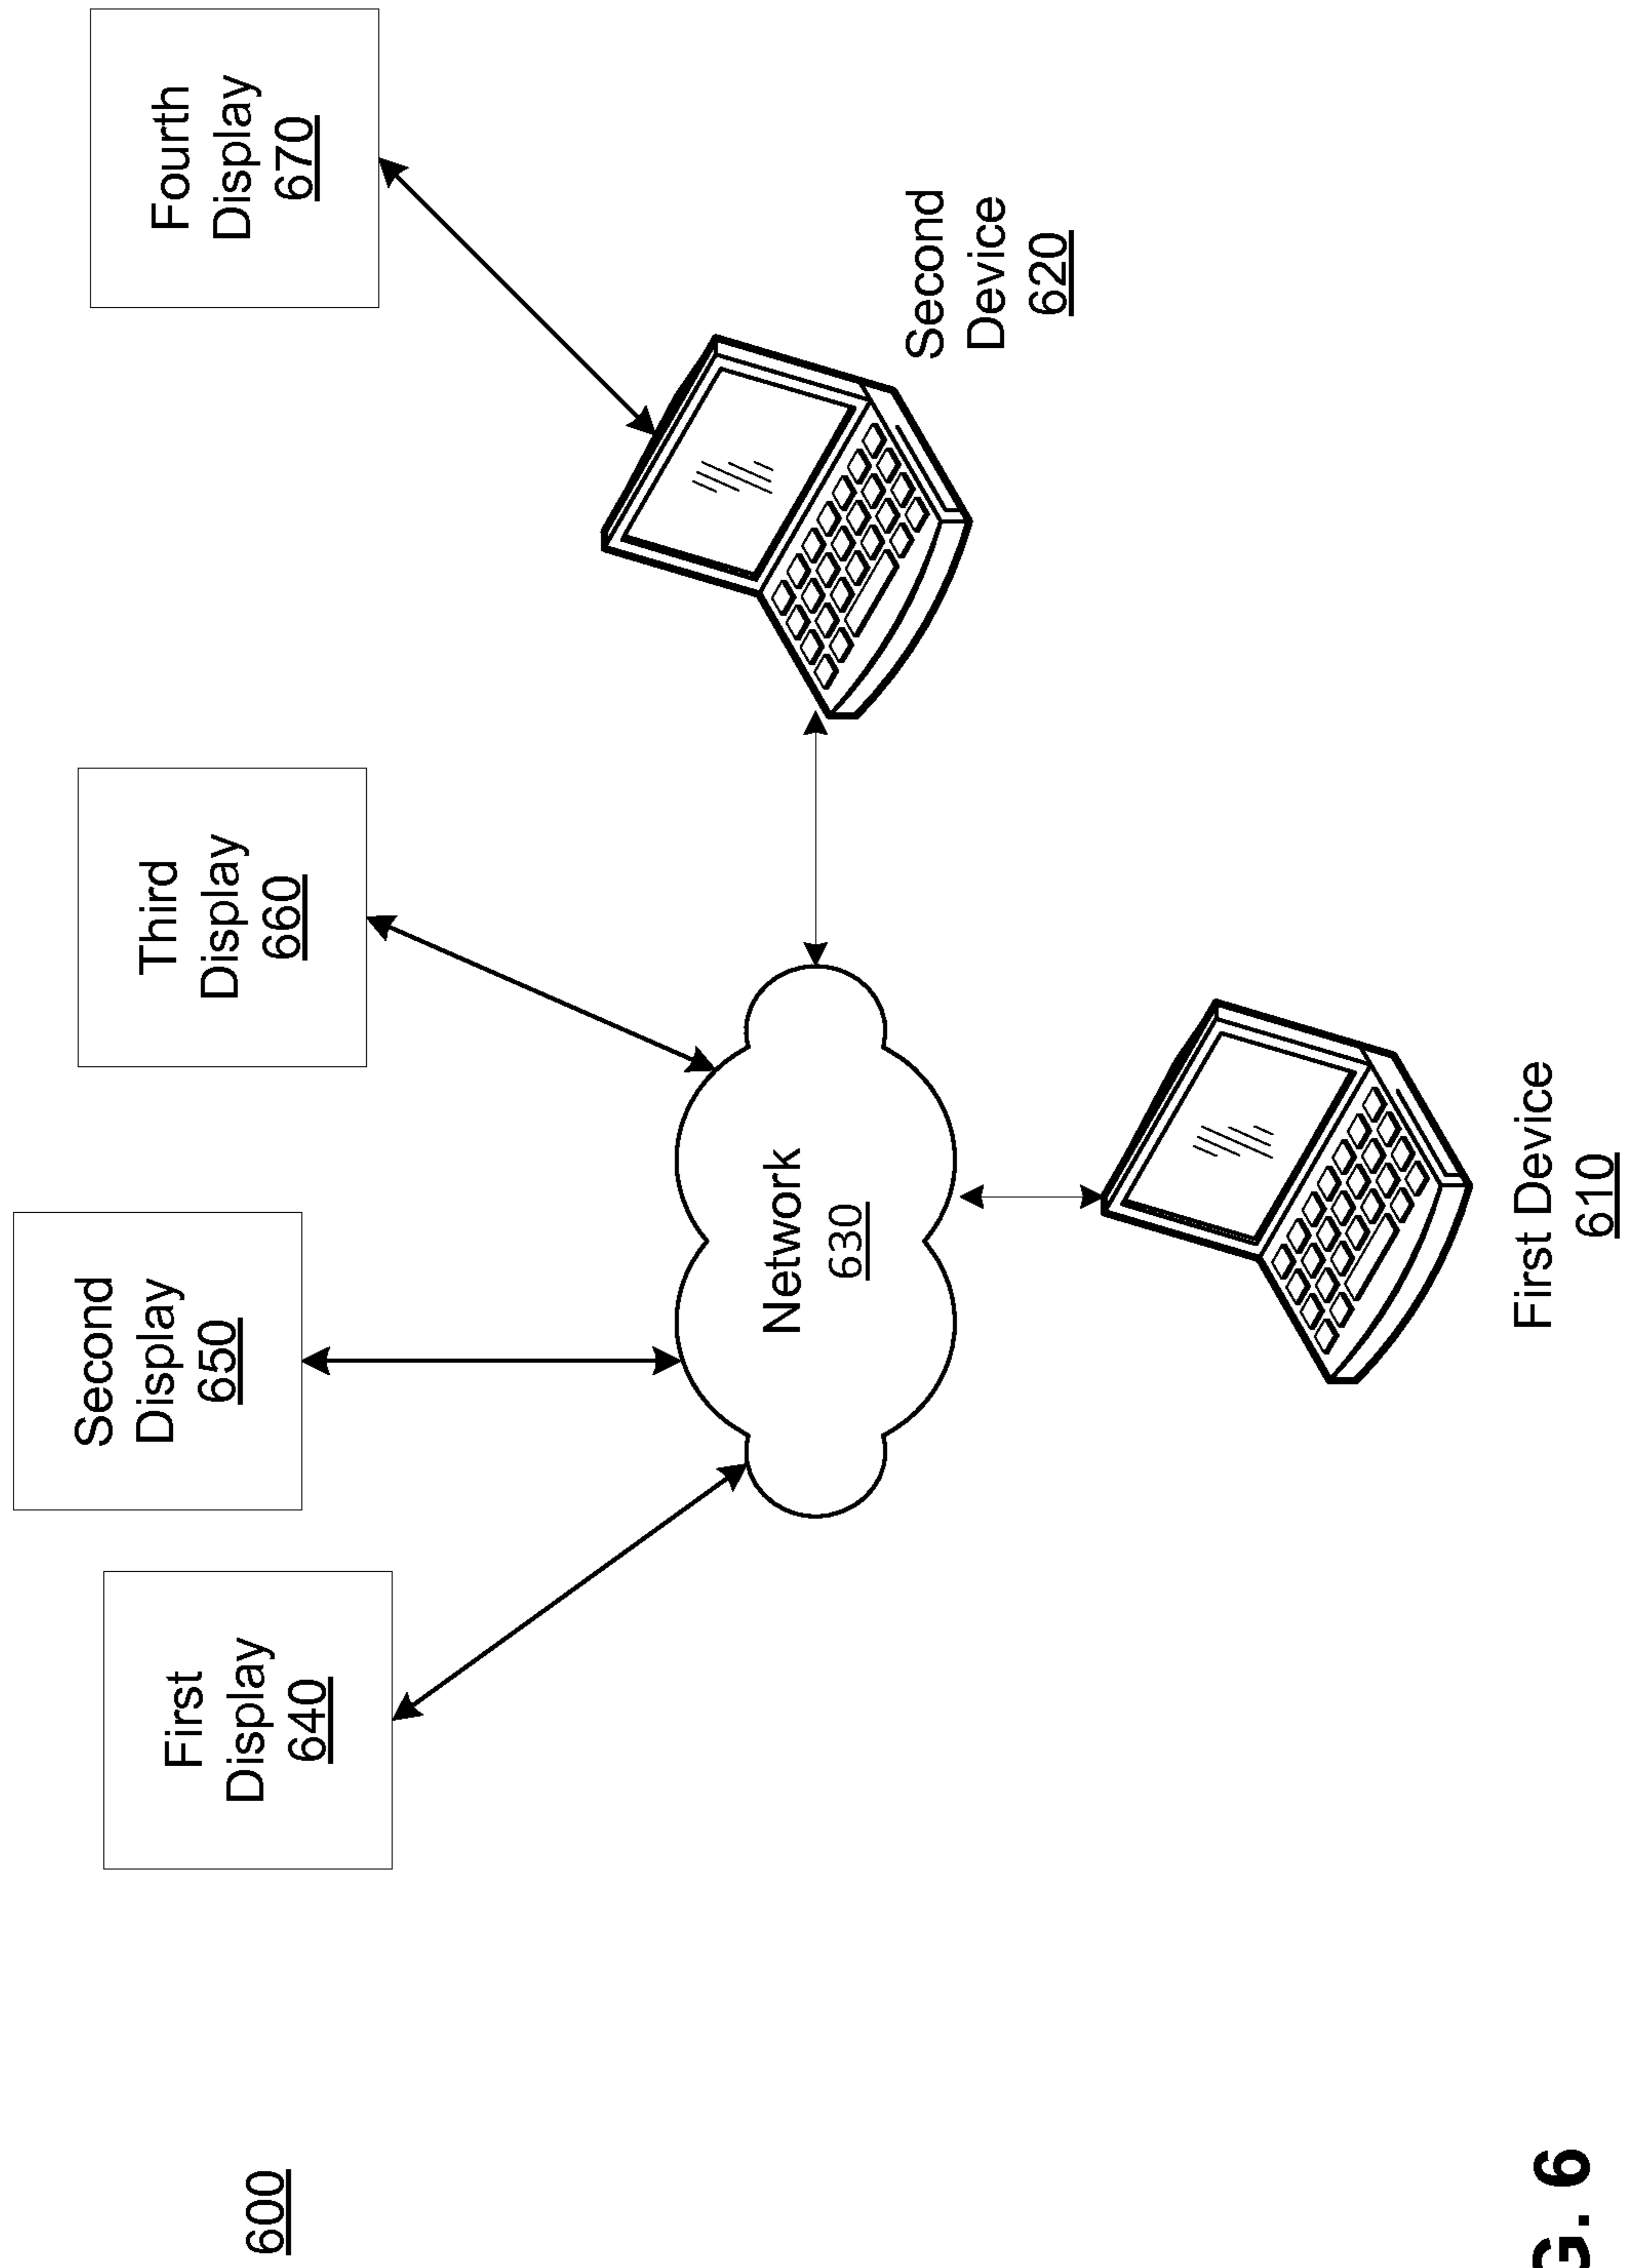 600
First
Display
640
Second
Display
650
Third
Display
660
Fourth
Display
670
Network
630
Second
Device
620
First Device
610
G. 6